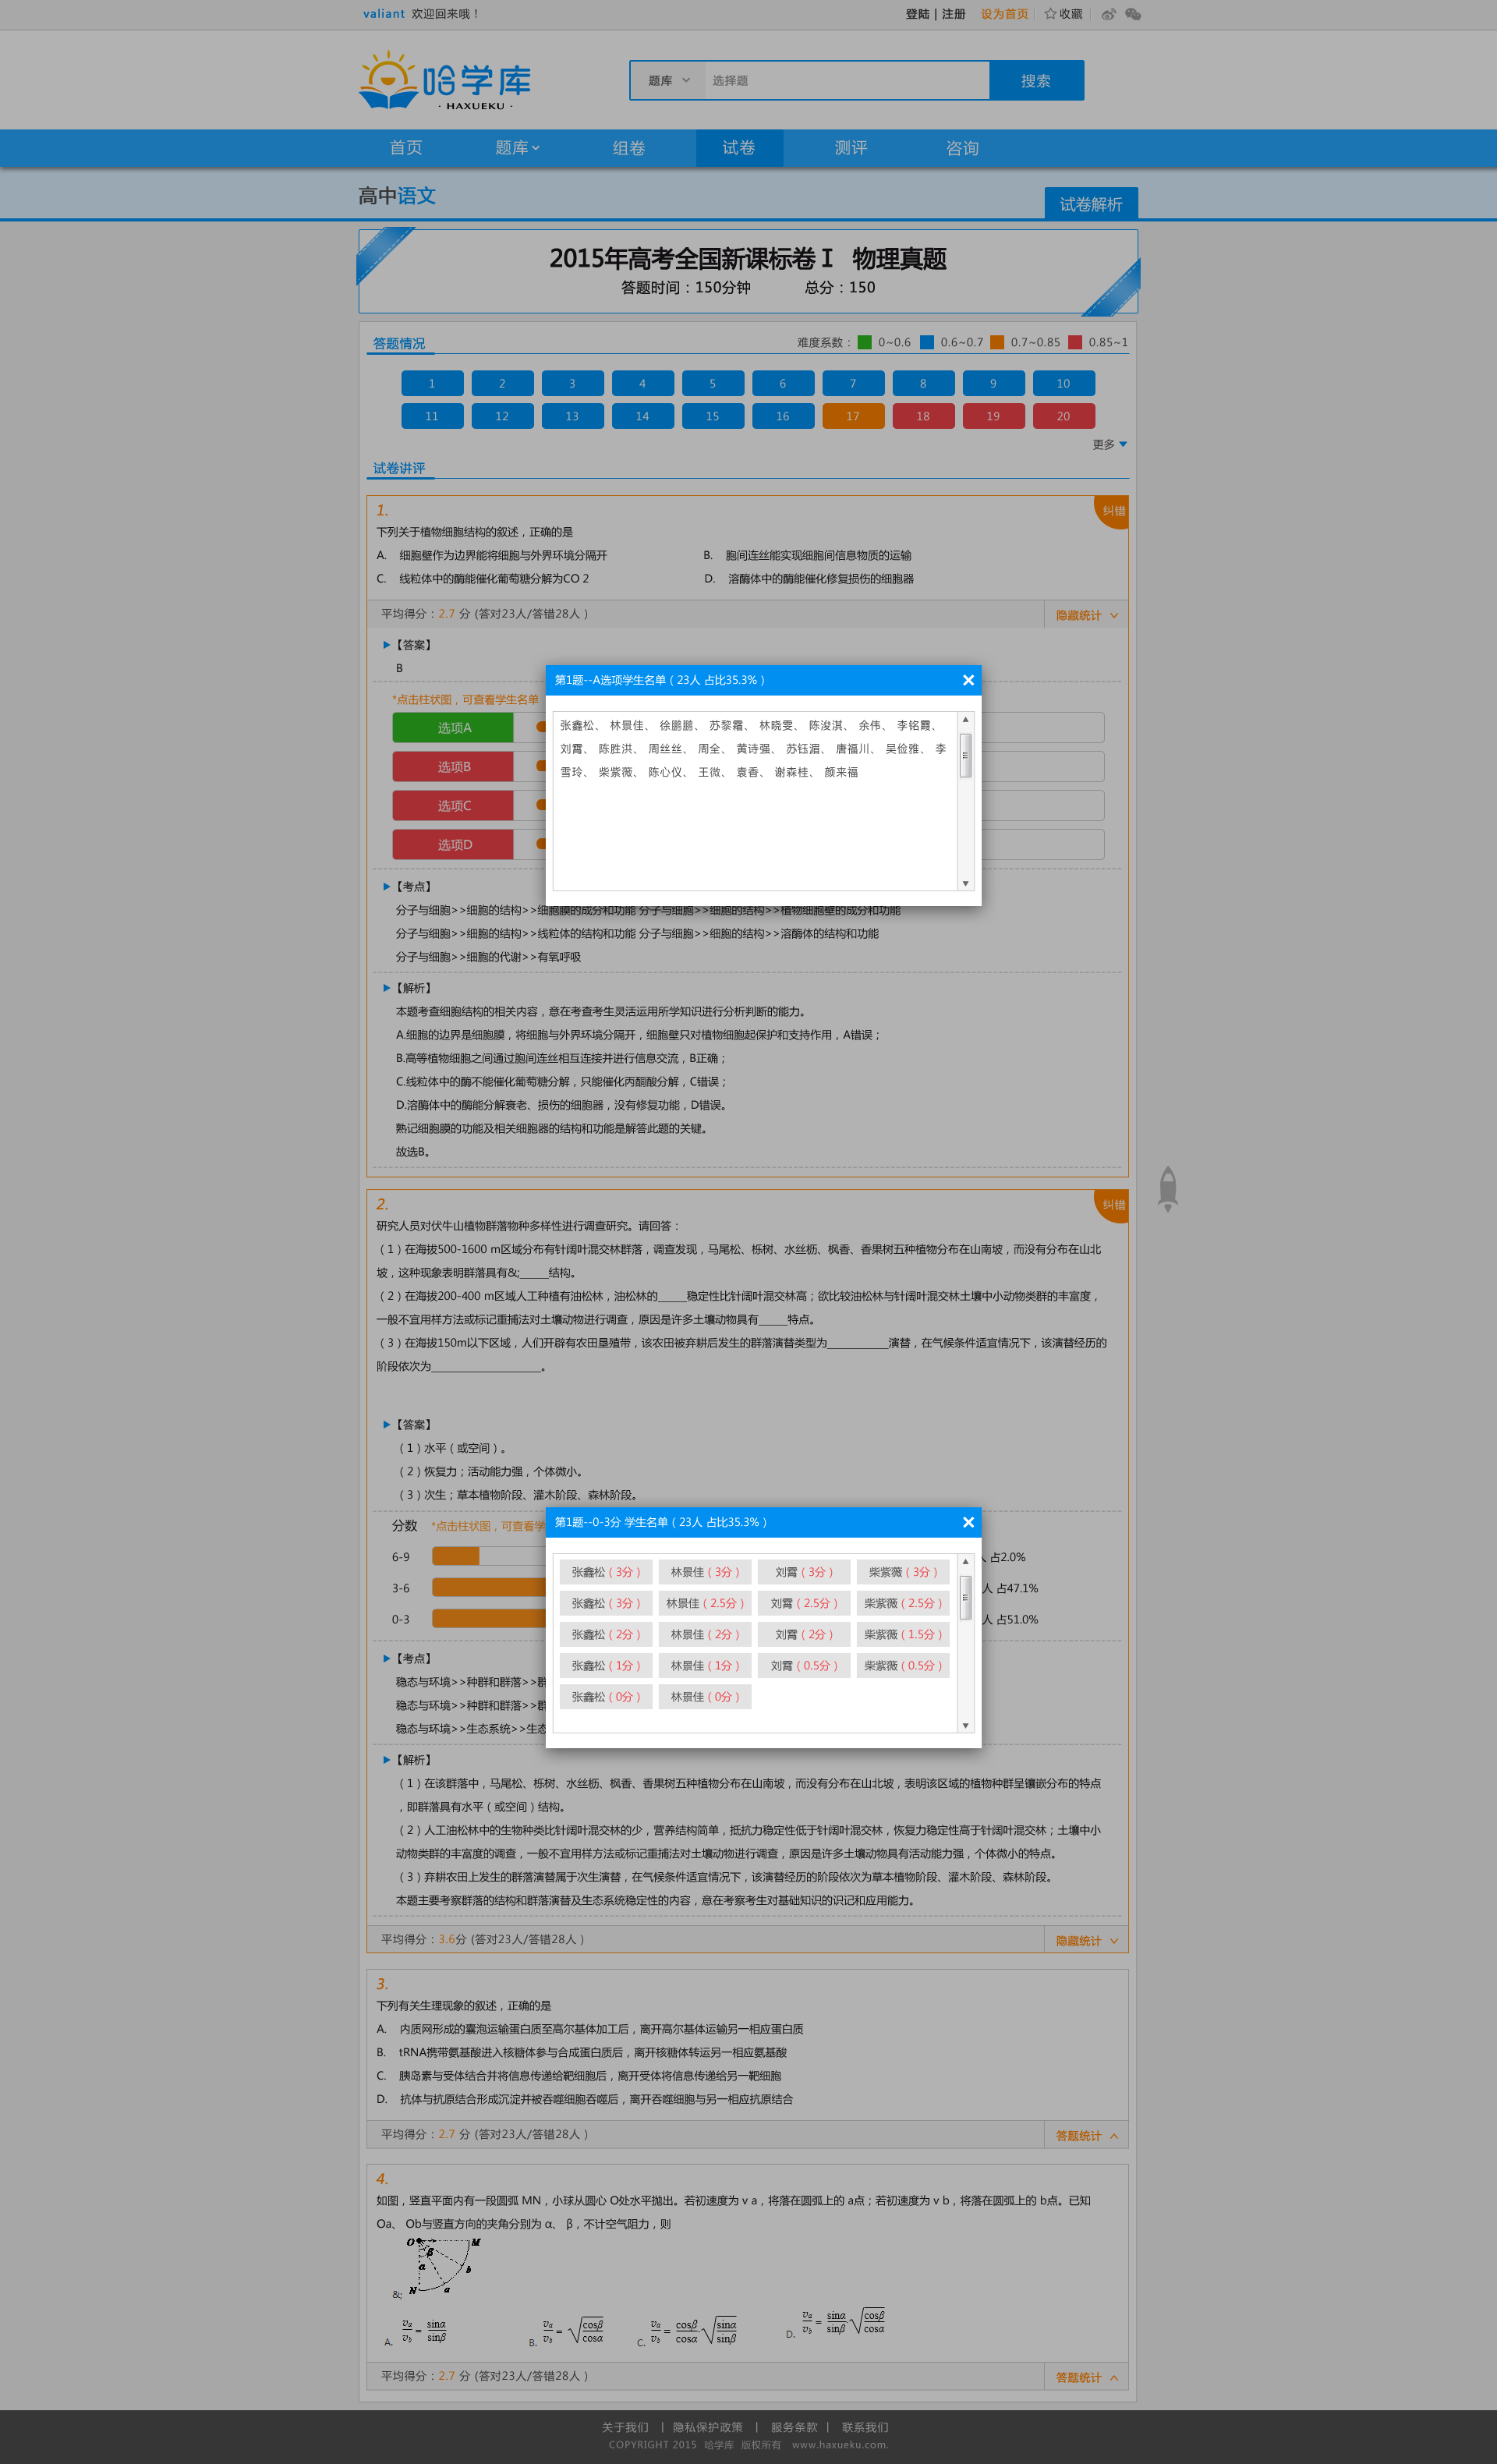 valiant 欢迎回来哦！
登陆 | 注册 设为首页 收藏
哈学库
· HAXUEKU ·
题库 选择题 搜索
首页 题库 组卷 试卷 测评 咨询
高中语文
试卷解析
2015年高考全国新课标卷 I 物理真题
答题时间：150分钟 总分：150
答题情况
难度系数： 0~0.6 0.6~0.7 0.7~0.85 0.85~1
1 2 3 4 5 6 7 8 9 10
11 12 13 14 15 16 17 18 19 20
更多
试卷讲评
1.
纠错
下列关于植物细胞结构的叙述，正确的是
A. 细胞壁作为边界能将细胞与外界环境分隔开 B. 胞间连丝能实现细胞间信息物质的运输
C. 线粒体中的酶能催化葡萄糖分解为CO 2 D. 溶酶体中的酶能催化修复损伤的细胞器
平均得分：2.7 分 (答对23人/答错28人 )
隐藏统计
【答案】
B
*点击柱状图，可查看学生名单
选项A
选项B
选项C
选项D
第1题--A选项学生名单（23人 占比35.3%）
张鑫松、 林景佳、 徐鹏鹏、 苏黎霜、 林晓雯、 陈浚淇、 余伟、 李铭霞、
刘霄、 陈胜洪、 周丝丝、 周全、 黄诗强、 苏钰湄、 唐福川、 吴俭雅、 李
雪玲、 柴紫薇、 陈心仪、 王微、 袁香、 谢森桂、 颜来福
【考点】
分子与细胞>>细胞的结构>>细胞膜的成分和功能 分子与细胞>>细胞的结构>>植物细胞壁的成分和功能
分子与细胞>>细胞的结构>>线粒体的结构和功能 分子与细胞>>细胞的结构>>溶酶体的结构和功能
分子与细胞>>细胞的代谢>>有氧呼吸
【解析】
本题考查细胞结构的相关内容，意在考查考生灵活运用所学知识进行分析判断的能力。
A.细胞的边界是细胞膜，将细胞与外界环境分隔开，细胞壁只对植物细胞起保护和支持作用，A错误；
B.高等植物细胞之间通过胞间连丝相互连接并进行信息交流，B正确；
C.线粒体中的酶不能催化葡萄糖分解，只能催化丙酮酸分解，C错误；
D.溶酶体中的酶能分解衰老、损伤的细胞器，没有修复功能，D错误。
熟记细胞膜的功能及相关细胞器的结构和功能是解答此题的关键。
故选B。
2.
纠错
研究人员对伏牛山植物群落物种多样性进行调查研究。请回答：
（1）在海拔500-1600 m区域分布有针阔叶混交林群落，调查发现，马尾松、栎树、水丝枥、枫香、香果树五种植物分布在山南坡，而没有分布在山北
坡，这种现象表明群落具有&;_____结构。
（2）在海拔200-400 m区域人工种植有油松林，油松林的_____稳定性比针阔叶混交林高；欲比较油松林与针阔叶混交林土壤中小动物类群的丰富度，
一般不宜用样方法或标记重捕法对土壤动物进行调查，原因是许多土壤动物具有_____特点。
（3）在海拔150m以下区域，人们开辟有农田垦殖带，该农田被弃耕后发生的群落演替类型为__________演替，在气候条件适宜情况下，该演替经历的
阶段依次为__________________。
【答案】
（1）水平（或空间）。
（2）恢复力；活动能力强，个体微小。
（3）次生；草本植物阶段、灌木阶段、森林阶段。
分数 *点击柱状图，可查看学
6-9 人 占2.0%
3-6 人 占47.1%
0-3 人 占51.0%
第1题--0-3分 学生名单（23人 占比35.3%）
张鑫松（3分） 林景佳（3分） 刘霄（3分） 柴紫薇（3分）
张鑫松（3分） 林景佳（2.5分） 刘霄（2.5分） 柴紫薇（2.5分）
张鑫松（2分） 林景佳（2分） 刘霄（2分） 柴紫薇（1.5分）
张鑫松（1分） 林景佳（1分） 刘霄（0.5分） 柴紫薇（0.5分）
张鑫松（0分） 林景佳（0分）
【考点】
稳态与环境>>种群和群落>>群
稳态与环境>>种群和群落>>群
稳态与环境>>生态系统>>生态
【解析】
（1）在该群落中，马尾松、栎树、水丝枥、枫香、香果树五种植物分布在山南坡，而没有分布在山北坡，表明该区域的植物种群呈镶嵌分布的特点
，即群落具有水平（或空间）结构。
（2）人工油松林中的生物种类比针阔叶混交林的少，营养结构简单，抵抗力稳定性低于针阔叶混交林，恢复力稳定性高于针阔叶混交林；土壤中小
动物类群的丰富度的调查，一般不宜用样方法或标记重捕法对土壤动物进行调查，原因是许多土壤动物具有活动能力强，个体微小的特点。
（3）弃耕农田上发生的群落演替属于次生演替，在气候条件适宜情况下，该演替经历的阶段依次为草本植物阶段、灌木阶段、森林阶段。
本题主要考察群落的结构和群落演替及生态系统稳定性的内容，意在考察考生对基础知识的识记和应用能力。
平均得分：3.6分 (答对23人/答错28人 )
隐藏统计
3.
下列有关生理现象的叙述，正确的是
A. 内质网形成的囊泡运输蛋白质至高尔基体加工后，离开高尔基体运输另一相应蛋白质
B. tRNA携带氨基酸进入核糖体参与合成蛋白质后，离开核糖体转运另一相应氨基酸
C. 胰岛素与受体结合并将信息传递给靶细胞后，离开受体将信息传递给另一靶细胞
D. 抗体与抗原结合形成沉淀并被吞噬细胞吞噬后，离开吞噬细胞与另一相应抗原结合
平均得分：2.7 分 (答对23人/答错28人 )
答题统计
4.
如图，竖直平面内有一段圆弧 MN，小球从圆心 O处水平抛出。若初速度为 v a，将落在圆弧上的 a点；若初速度为 v b，将落在圆弧上的 b点。已知
Oa、 Ob与竖直方向的夹角分别为 α、 β，不计空气阻力，则
O M
β
α b
N a
&;
A. va/vb = sinα/sinβ B. va/vb = √(cosβ/cosα) C. va/vb = cosβ/cosα·√(sinα/sinβ) D. va/vb = sinα/sinβ·√(cosβ/cosα)
平均得分：2.7 分 (答对23人/答错28人 )
答题统计
关于我们 | 隐私保护政策 | 服务条款 | 联系我们
COPYRIGHT 2015 哈学库 版权所有 www.haxueku.com.